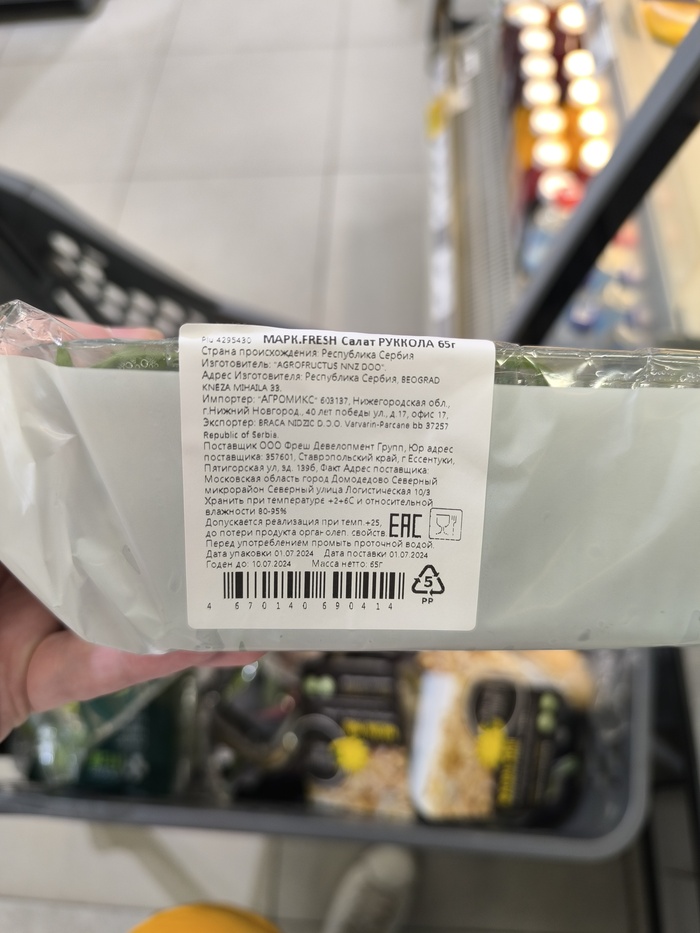 PLU 4295430 МАРК.FRESH Салат РУККОЛА 65г
Страна происхождения: Республика Сербия
Изготовитель: "AGROFRUCTUS NNZ DOO".
Адрес Изготовителя: Республика Сербия, BEOGRAD
KNEZA MIHAILA 33.
Импортер: "АГРОМИКС" 603137, Нижегородская обл.,
г.Нижний Новгород., 40 лет победы ул., д.17, офис 17,
Экспортер: BRACA NIDZIC D.O.O. Varvarin-Parcane bb 37257
Republic of Serbia.
Поставщик ООО Фреш Девелопмент Групп, Юр адрес
поставщика: 357601, Ставропольский край, г.Ессентуки,
Пятигорская ул, зд. 139б, Факт Адрес поставщика:
Московская область город Домодедово Северный
микрорайон Северный улица Логистическая 10/3
Хранить при температуре +2+6С и относительной
влажности 80-95%
Допускается реализация при темп.+25,
до потери продукта орган олеп. свойств.
EAC
Перед употреблением промыть проточной водой.
Дата упаковки 01.07.2024 Дата поставки 01.07.2024
Годен до: 10.07.2024 Масса нетто: 65г
4 670140 690414
5
PP